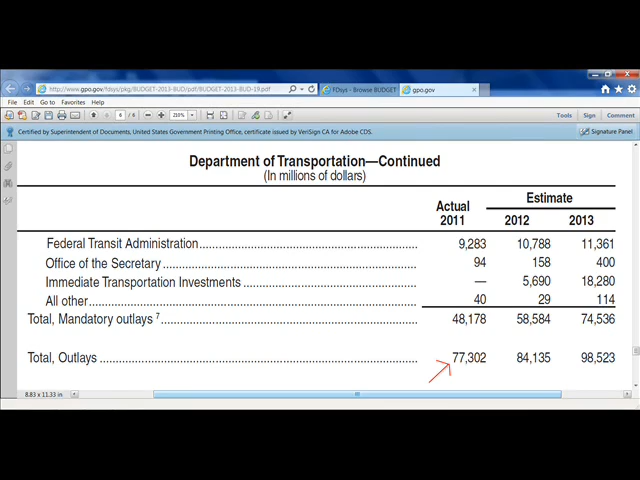 http://www.gpo.gov/fdsys/pkg/BUDGET-2013-BUD/pdf/BUDGET-2013-BUD-19.pdf
FDsys - Browse BUDGET
gpo.gov
File Edit View Go to Favorites Help
6 / 6 210% Tools Sign Comment
Certified by Superintendent of Documents, United States Government Printing Office, certificate issued by VeriSign CA for Adobe CDS.
Signature Panel
Department of Transportation—Continued
(In millions of dollars)
Actual 2011
Estimate
2012 2013
Federal Transit Administration 9,283 10,788 11,361
Office of the Secretary 94 158 400
Immediate Transportation Investments — 5,690 18,280
All other 40 29 114
Total, Mandatory outlays 7 48,178 58,584 74,536
Total, Outlays 77,302 84,135 98,523
8.83 x 11.33 in